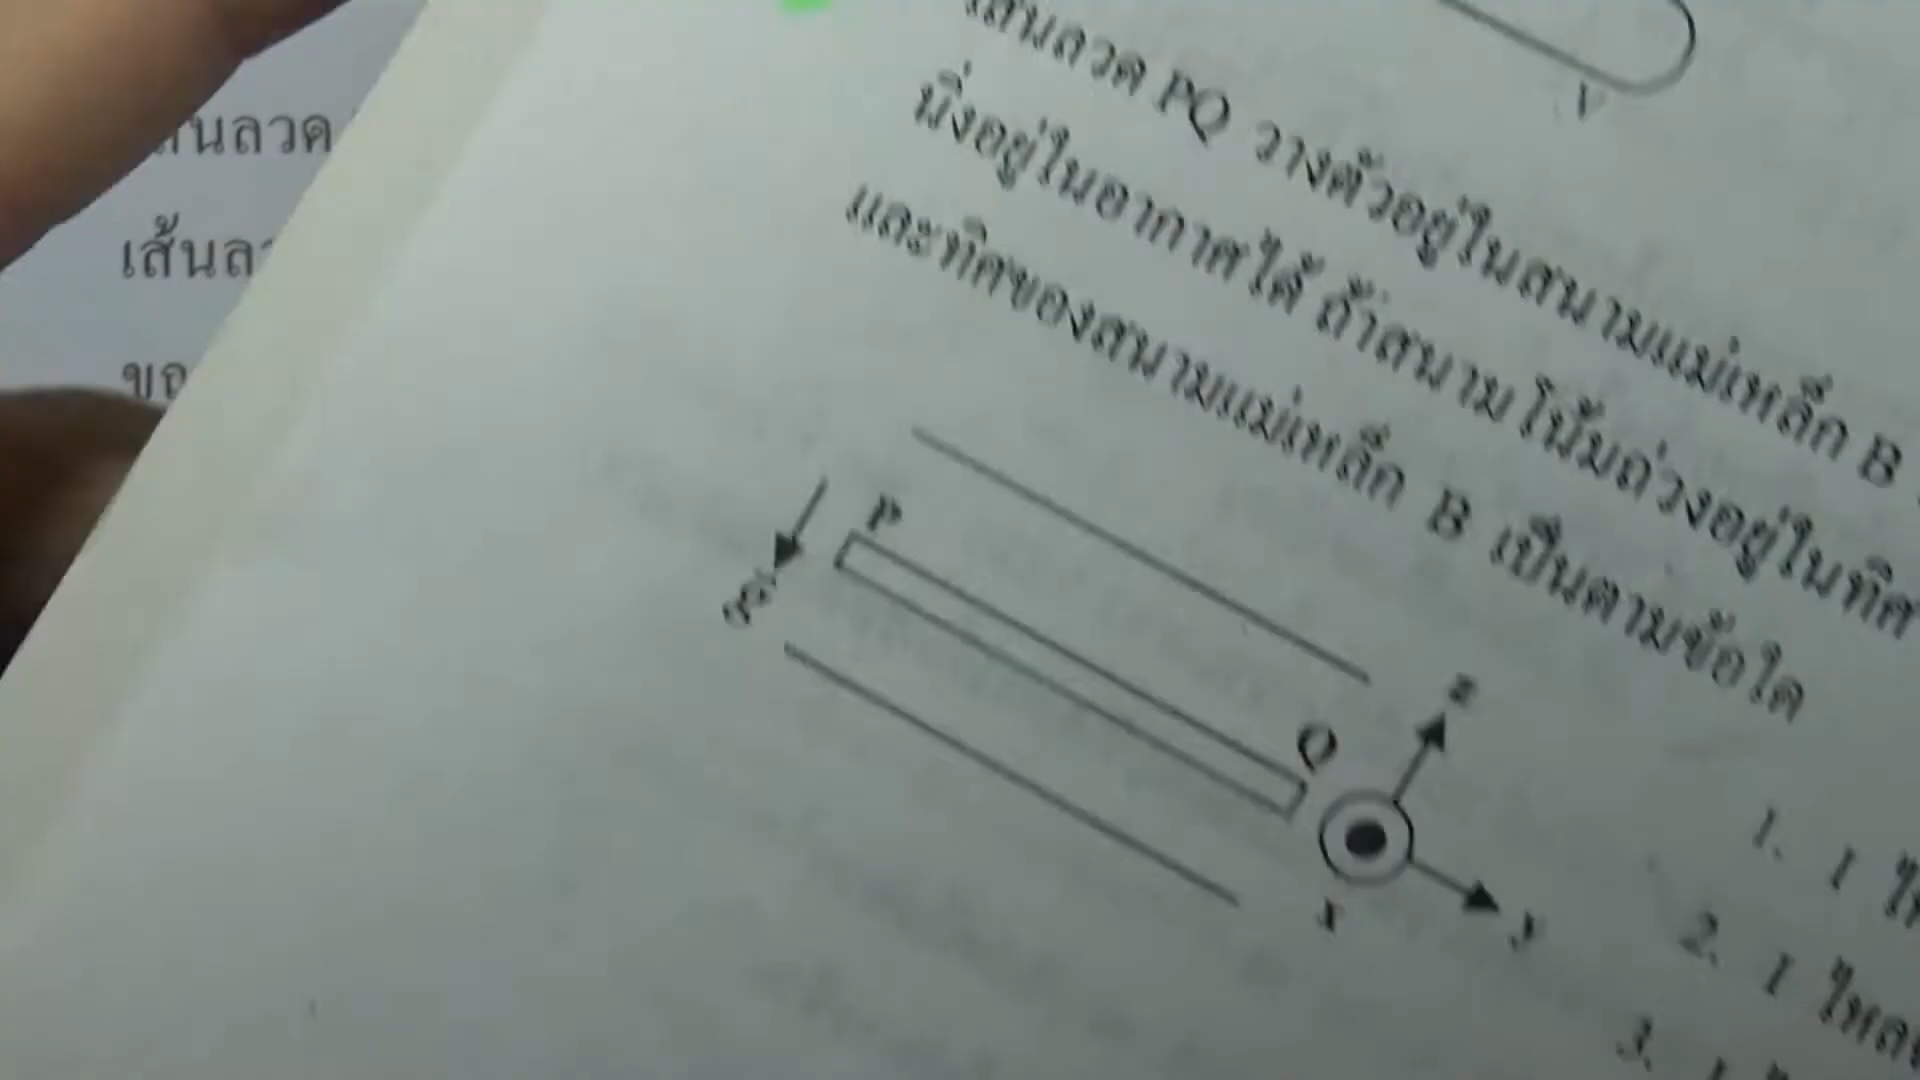 V
เส้นลวด PQ วางตัวอยู่ในสนามแม่เหล็ก B
นิ่งอยู่ในอากาศได้ ถ้าสนามโน้มถ่วงอยู่ในทิศ
และทิศของสนามแม่เหล็ก B เป็นตามข้อใด
P
g
Q
z
x
y
1. I
2. I ไหล
3.
เส้นลวด